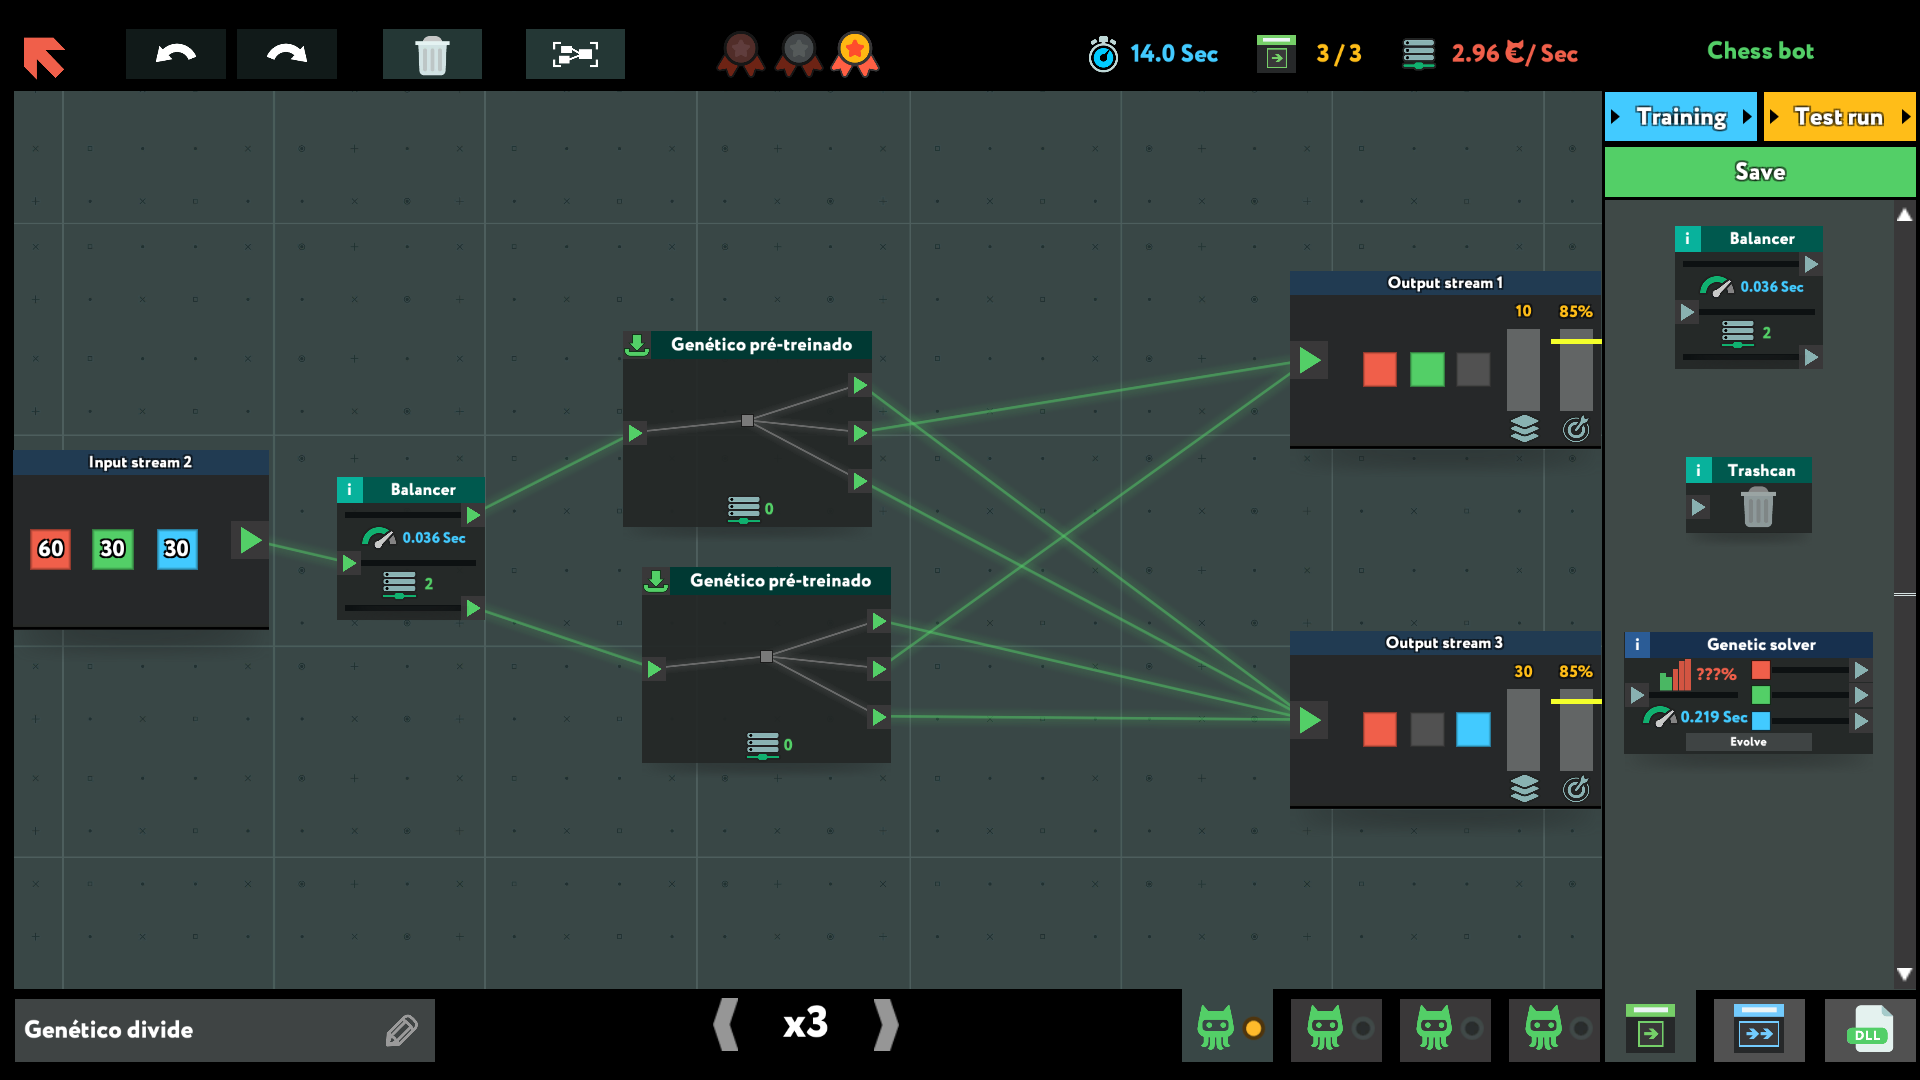 14.0 Sec
3/3
2.96 / Sec
Chess bot
Training
Test run
Save
i Balancer
0.036 Sec
2
i Trashcan
i Genetic solver
???%
0.219 Sec
Evolve
Output stream 1
10 85%
Genético pré-treinado
0
Input stream 2
60 30 30
i Balancer
0.036 Sec
2
Genético pré-treinado
0
Output stream 3
30 85%
Genético divide
x3
DLL